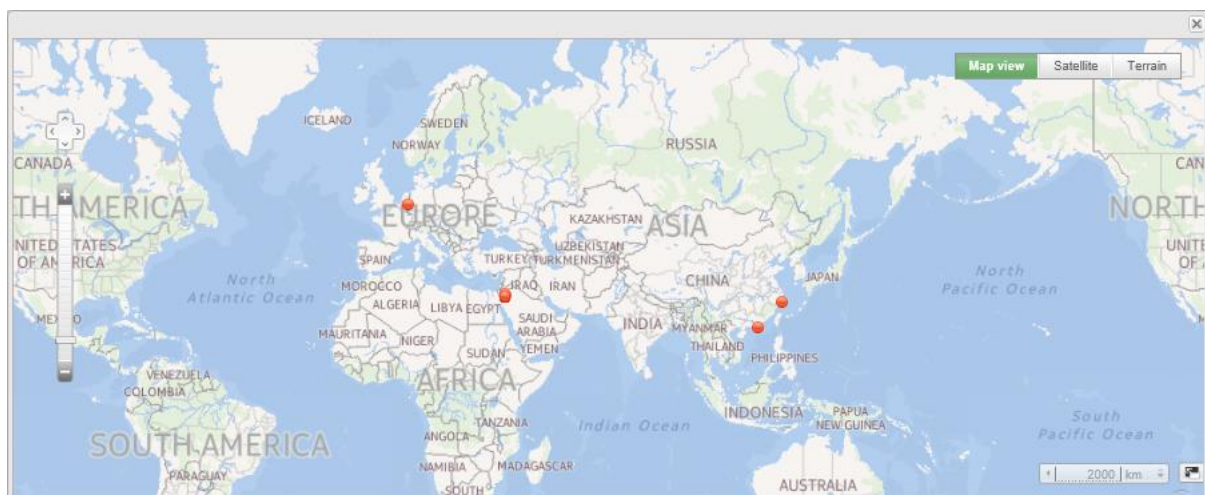 Map view Satellite Terrain
ICELAND
SWEDEN
NORWAY
RUSSIA
CANADA
CAN
TH AMERICA
EUROPE
ASIA
NORTH
KAZAKHSTAN
UNITED STATES
OF AMERICA
UZBEKISTAN
UNITE
OF
SPAIN
TURKEY TURKMENISTAN
North
Atlantic Ocean
CHINA
JAPAN
North
Pacific Ocean
MOROCCO
IRAQ
IRAN
ALGERIA
LIBYA
EGYPT
SAUDI
ARABIA
INDIA
MYANMAR
MAURITANIA
NIGER
THAILAND
SUDAN
YEMEN
PHILIPPINES
VENEZUELA
COLOMBIA
AFRICA
INDONESIA
PAPUA
NEW GUINEA
TANZANIA
Indian Ocean
South
Pacific Ocean
SOUTH AMERICA
ANGOLA
NAMIBIA
MADAGASCAR
PARAGUAY
2000 km
AUSTRALIA
SOUTH